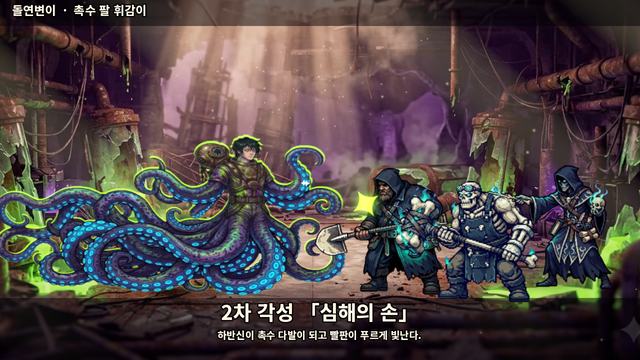 돌연변이 · 촉수 팔 휘감이
2차 각성 「심해의 손」
하반신이 촉수 다발이 되고 빨판이 푸르게 빛난다.